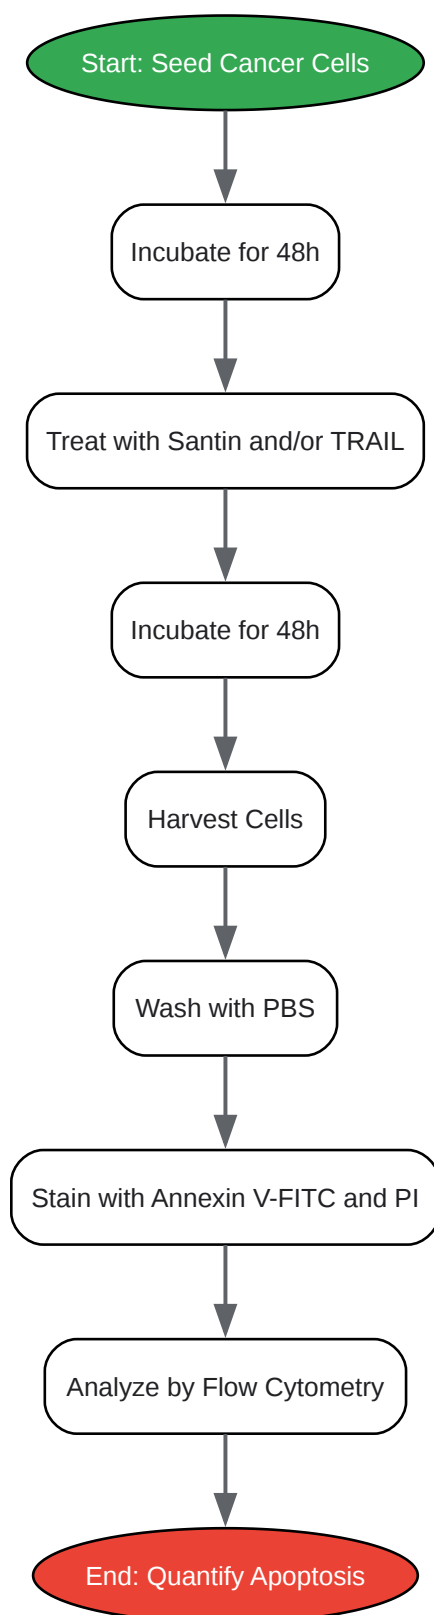 Start: Seed Cancer Cells
Incubate for 48h
Treat with Santin and/or TRAIL
Incubate for 48h
Harvest Cells
Wash with PBS
Stain with Annexin V-FITC and PI
Analyze by Flow Cytometry
End: Quantify Apoptosis